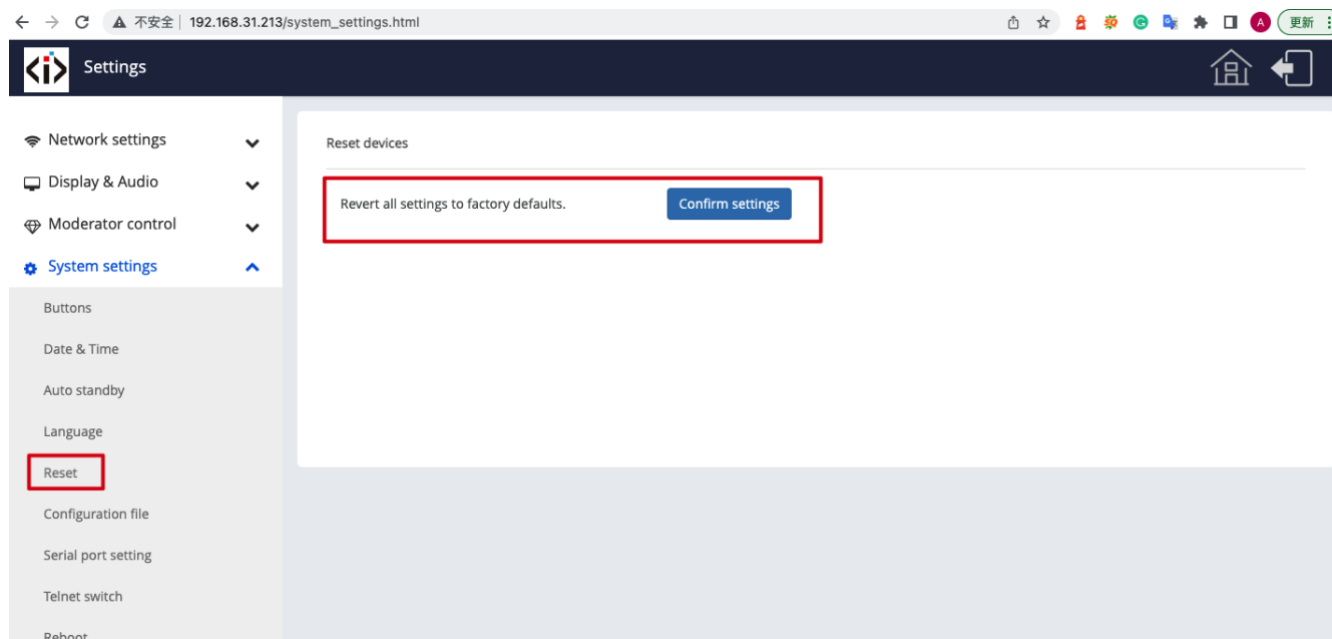 不安全 192.168.31.213/system_settings.html A 更新
<i> Settings
Network settings
Display & Audio
Moderator control
System settings
Buttons
Date & Time
Auto standby
Language
Reset
Configuration file
Serial port setting
Telnet switch
Reboot
Reset devices
Revert all settings to factory defaults. Confirm settings